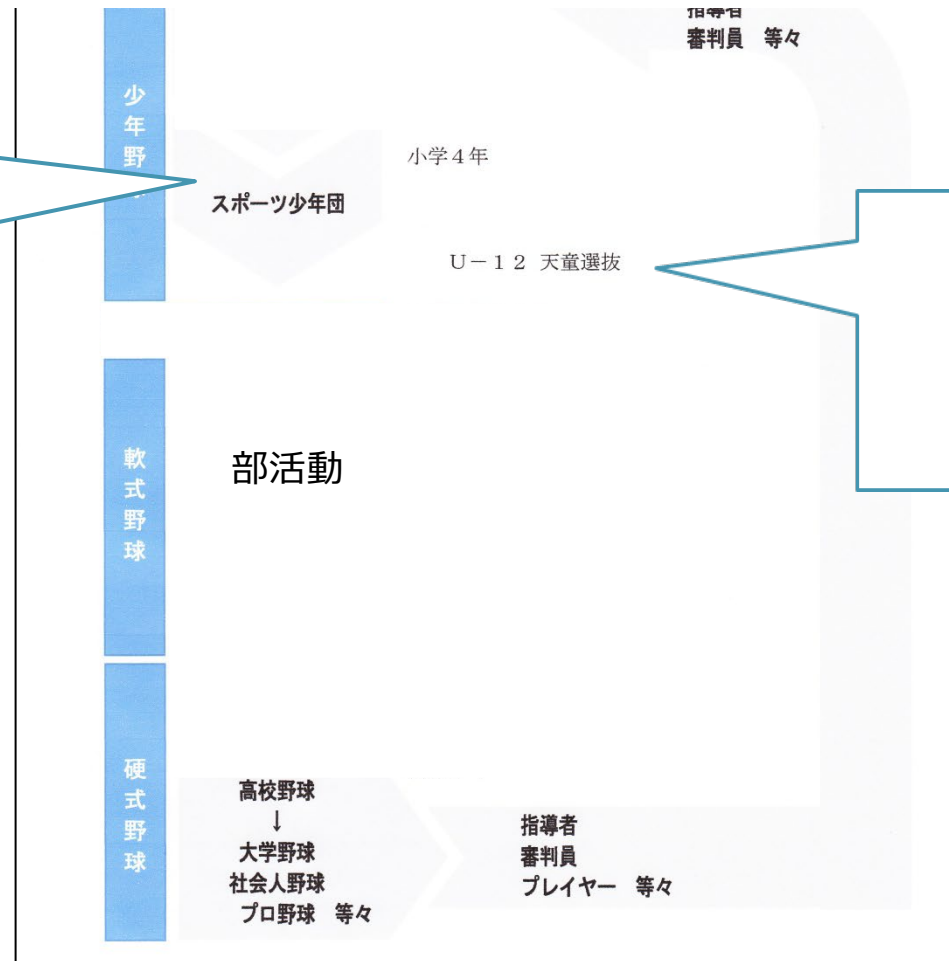 指導者
審判員　等々
少年野
小学４年
スポーツ少年団
Ｕ－１２ 天童選抜
軟式野球
部活動
硬式野球
高校野球
↓
大学野球
社会人野球
プロ野球　等々
指導者
審判員
プレイヤー　等々